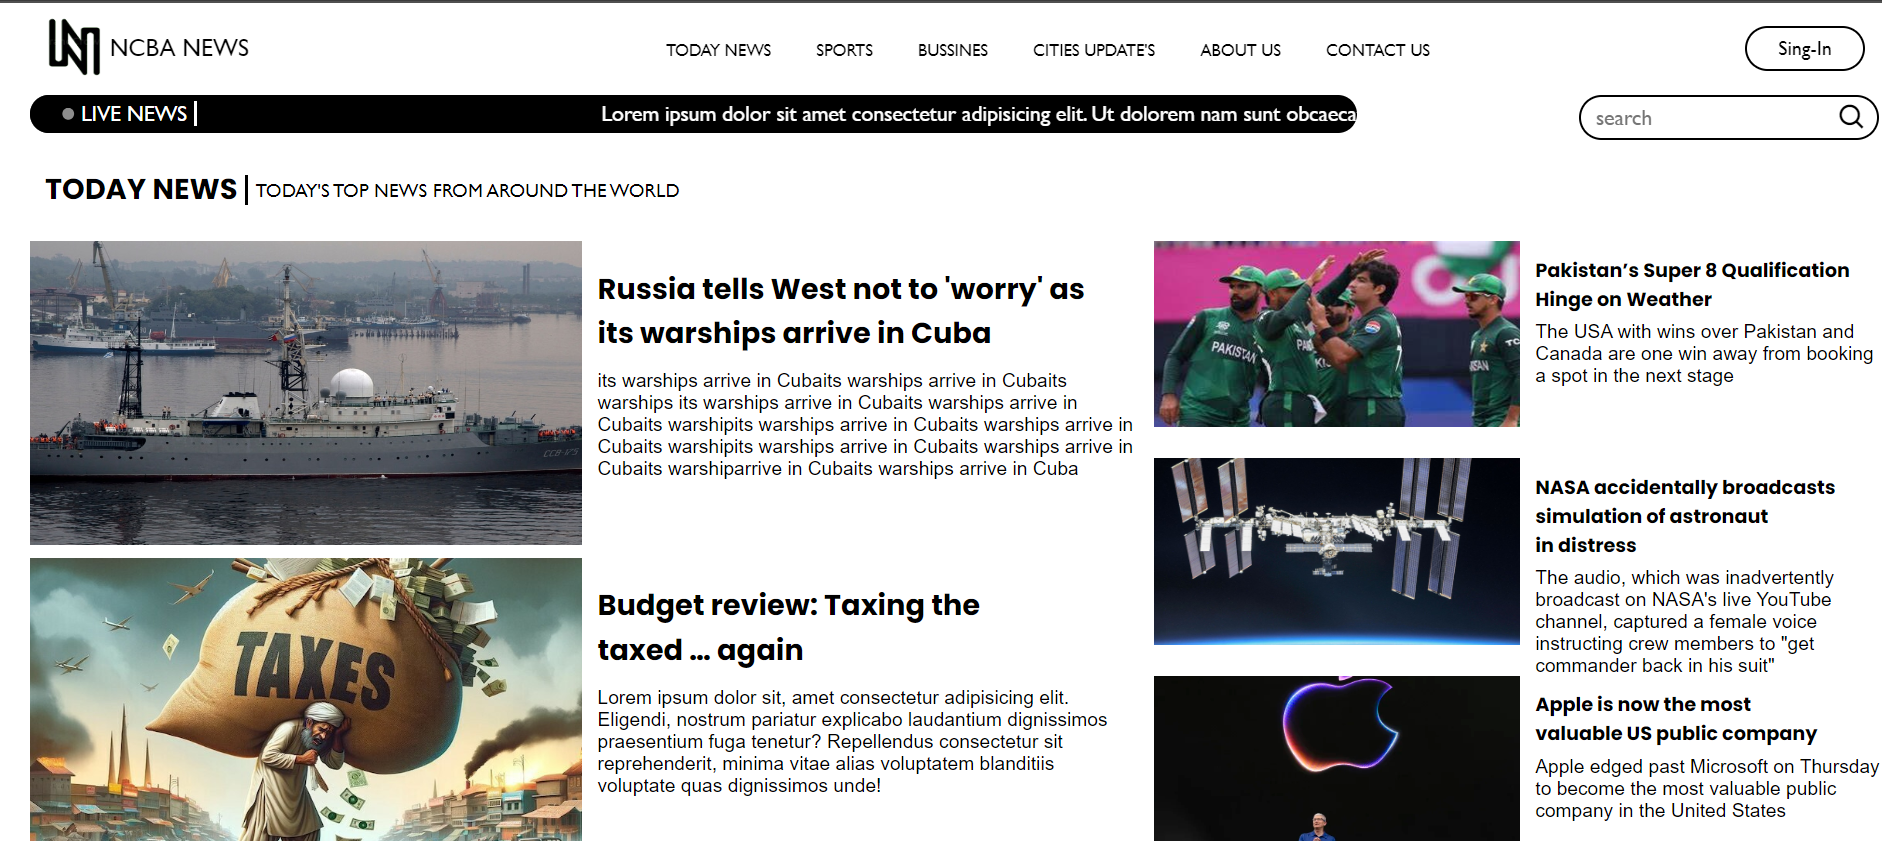 NCBA NEWS
TODAY NEWS
SPORTS
BUSSINES
CITIES UPDATE'S
ABOUT US
CONTACT US
Sing-In
LIVE NEWS
Lorem ipsum dolor sit amet consectetur adipisicing elit. Ut dolorem nam sunt obcaeca
search
TODAY NEWS
TODAY'S TOP NEWS FROM AROUND THE WORLD
CCB-175
Russia tells West not to 'worry' as
its warships arrive in Cuba
its warships arrive in Cubaits warships arrive in Cubaits
warships its warships arrive in Cubaits warships arrive in
Cubaits warshipits warships arrive in Cubaits warships arrive in
Cubaits warshipits warships arrive in Cubaits warships arrive in
Cubaits warshiparrive in Cubaits warships arrive in Cuba
TAXES
Budget review: Taxing the
taxed ... again
Lorem ipsum dolor sit, amet consectetur adipisicing elit.
Eligendi, nostrum pariatur explicabo laudantium dignissimos
praesentium fuga tenetur? Repellendus consectetur sit
reprehenderit, minima vitae alias voluptatem blanditiis
voluptate quas dignissimos unde!
PAKISTAN
Pakistan’s Super 8 Qualification
Hinge on Weather
The USA with wins over Pakistan and
Canada are one win away from booking
a spot in the next stage
NASA accidentally broadcasts
simulation of astronaut
in distress
The audio, which was inadvertently
broadcast on NASA's live YouTube
channel, captured a female voice
instructing crew members to "get
commander back in his suit"
Apple is now the most
valuable US public company
Apple edged past Microsoft on Thursday
to become the most valuable public
company in the United States